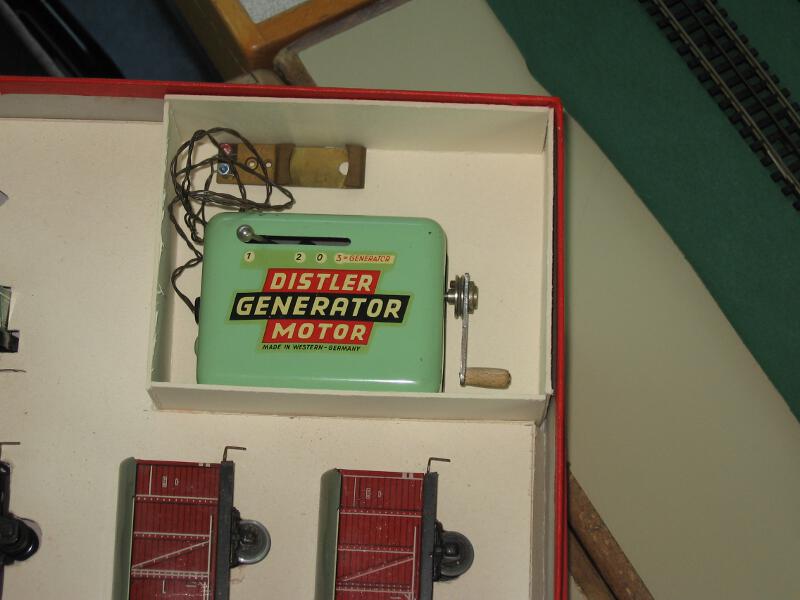 1 2 0 3=GENERATOR
DISTLER
GENERATOR
MOTOR
MADE IN WESTERN-GERMANY